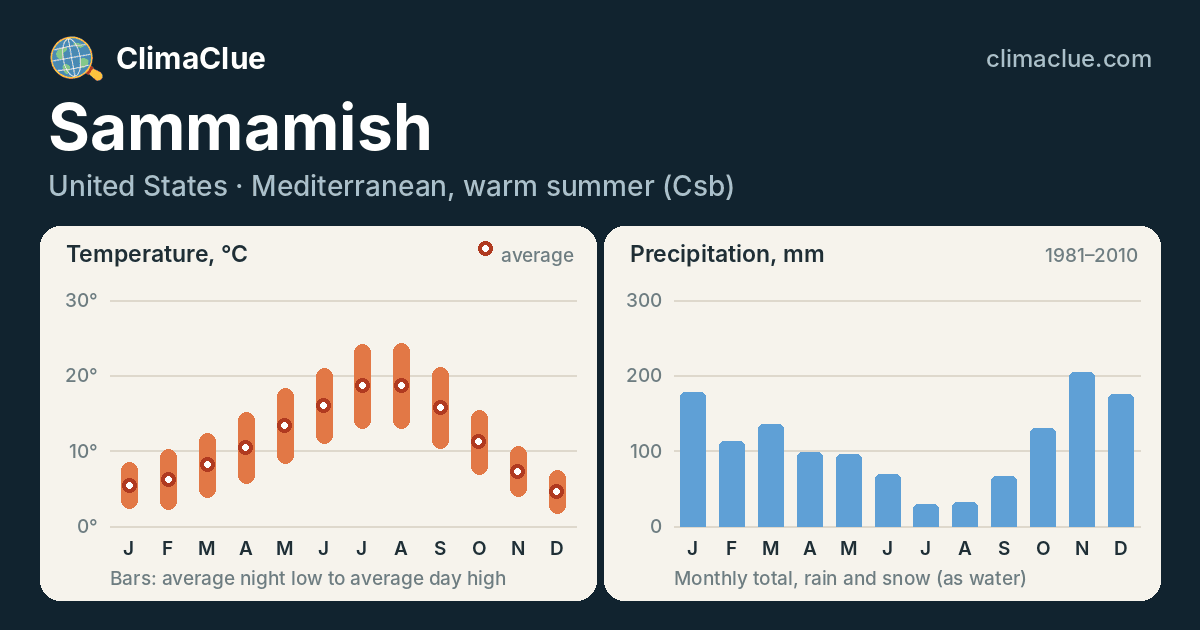 ClimaClue
climaclue.com
Sammamish
United States · Mediterranean, warm summer (Csb)
Temperature, °C
average
30°
20°
10°
0°
J F M A M J J A S O N D
Bars: average night low to average day high
Precipitation, mm
1981–2010
300
200
100
0
J F M A M J J A S O N D
Monthly total, rain and snow (as water)